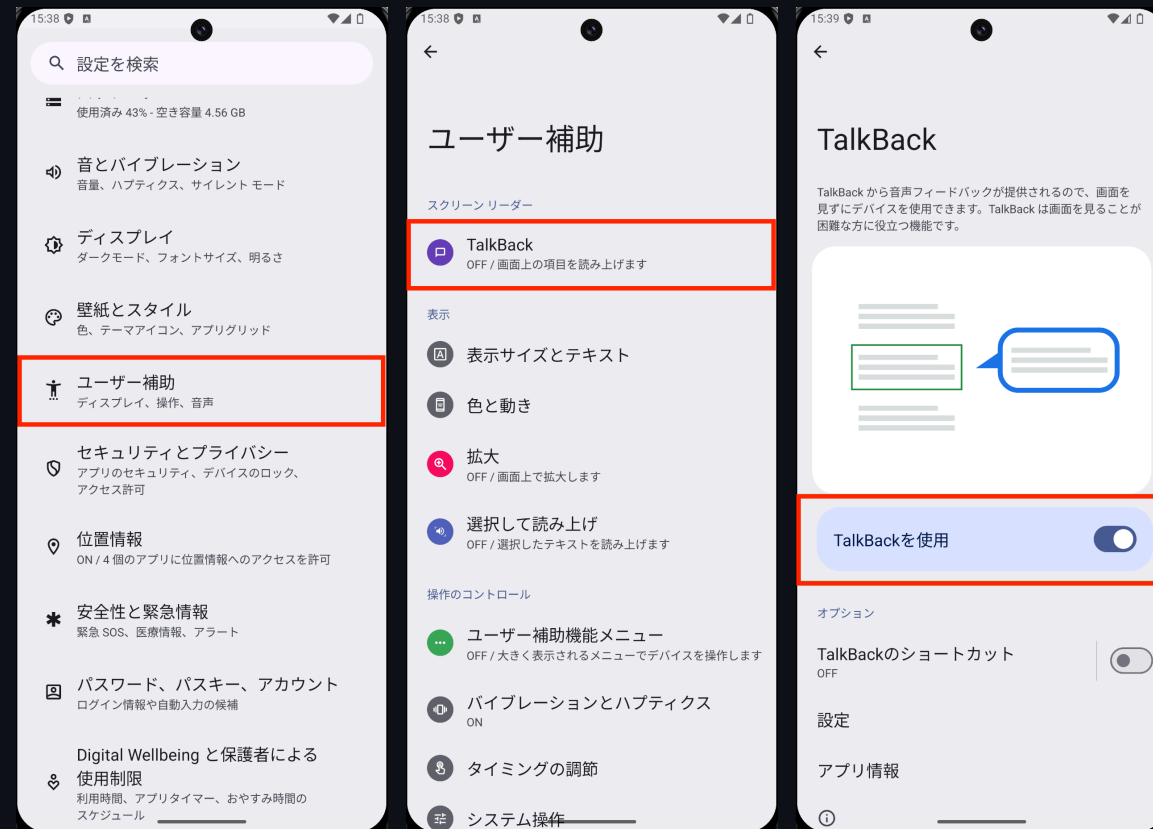 15:38
設定を検索
使用済み 43% - 空き容量 4.56 GB
音とバイブレーション
音量、ハプティクス、サイレント モード
ディスプレイ
ダークモード、フォントサイズ、明るさ
壁紙とスタイル
色、テーマアイコン、アプリグリッド
ユーザー補助
ディスプレイ、操作、音声
セキュリティとプライバシー
アプリのセキュリティ、デバイスのロック、
アクセス許可
位置情報
ON / 4 個のアプリに位置情報へのアクセスを許可
安全性と緊急情報
緊急 SOS、医療情報、アラート
パスワード、パスキー、アカウント
ログイン情報や自動入力の候補
Digital Wellbeing と保護者による
使用制限
利用時間、アプリタイマー、おやすみ時間の
スケジュール
15:38
ユーザー補助
スクリーン リーダー
TalkBack
OFF / 画面上の項目を読み上げます
表示
表示サイズとテキスト
色と動き
拡大
OFF / 画面上で拡大します
選択して読み上げ
OFF / 選択したテキストを読み上げます
操作のコントロール
ユーザー補助機能メニュー
OFF / 大きく表示されるメニューでデバイスを操作します
バイブレーションとハプティクス
ON
タイミングの調節
システム操作
15:39
TalkBack
TalkBack から音声フィードバックが提供されるので、画面を
見ずにデバイスを使用できます。TalkBack は画面を見ることが
困難な方に役立つ機能です。
TalkBackを使用
オプション
TalkBackのショートカット
OFF
設定
アプリ情報